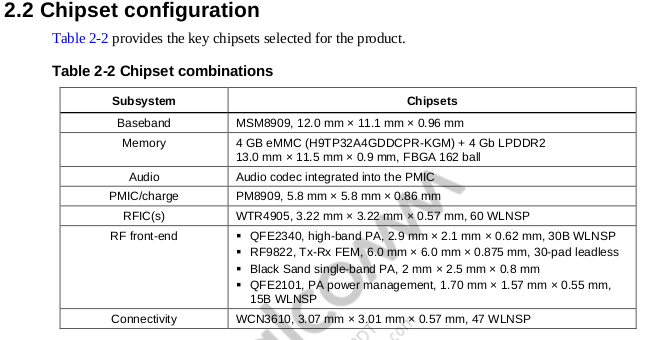 2.2 Chipset configuration
Table 2-2 provides the key chipsets selected for the product.
Table 2-2 Chipset combinations
Subsystem Chipsets
Baseband MSM8909, 12.0 mm × 11.1 mm × 0.96 mm
Memory 4 GB eMMC (H9TP32A4GDDCPR-KGM) + 4 Gb LPDDR2
13.0 mm × 11.5 mm × 0.9 mm, FBGA 162 ball
Audio Audio codec integrated into the PMIC
PMIC/charge PM8909, 5.8 mm × 5.8 mm × 0.86 mm
RFIC(s) WTR4905, 3.22 mm × 3.22 mm × 0.57 mm, 60 WLNSP
RF front-end ▪ QFE2340, high-band PA, 2.9 mm × 2.1 mm × 0.62 mm, 30B WLNSP
▪ RF9822, Tx-Rx FEM, 6.0 mm × 6.0 mm × 0.875 mm, 30-pad leadless
▪ Black Sand single-band PA, 2 mm × 2.5 mm × 0.8 mm
▪ QFE2101, PA power management, 1.70 mm × 1.57 mm × 0.55 mm,
15B WLNSP
Connectivity WCN3610, 3.07 mm × 3.01 mm × 0.57 mm, 47 WLNSP